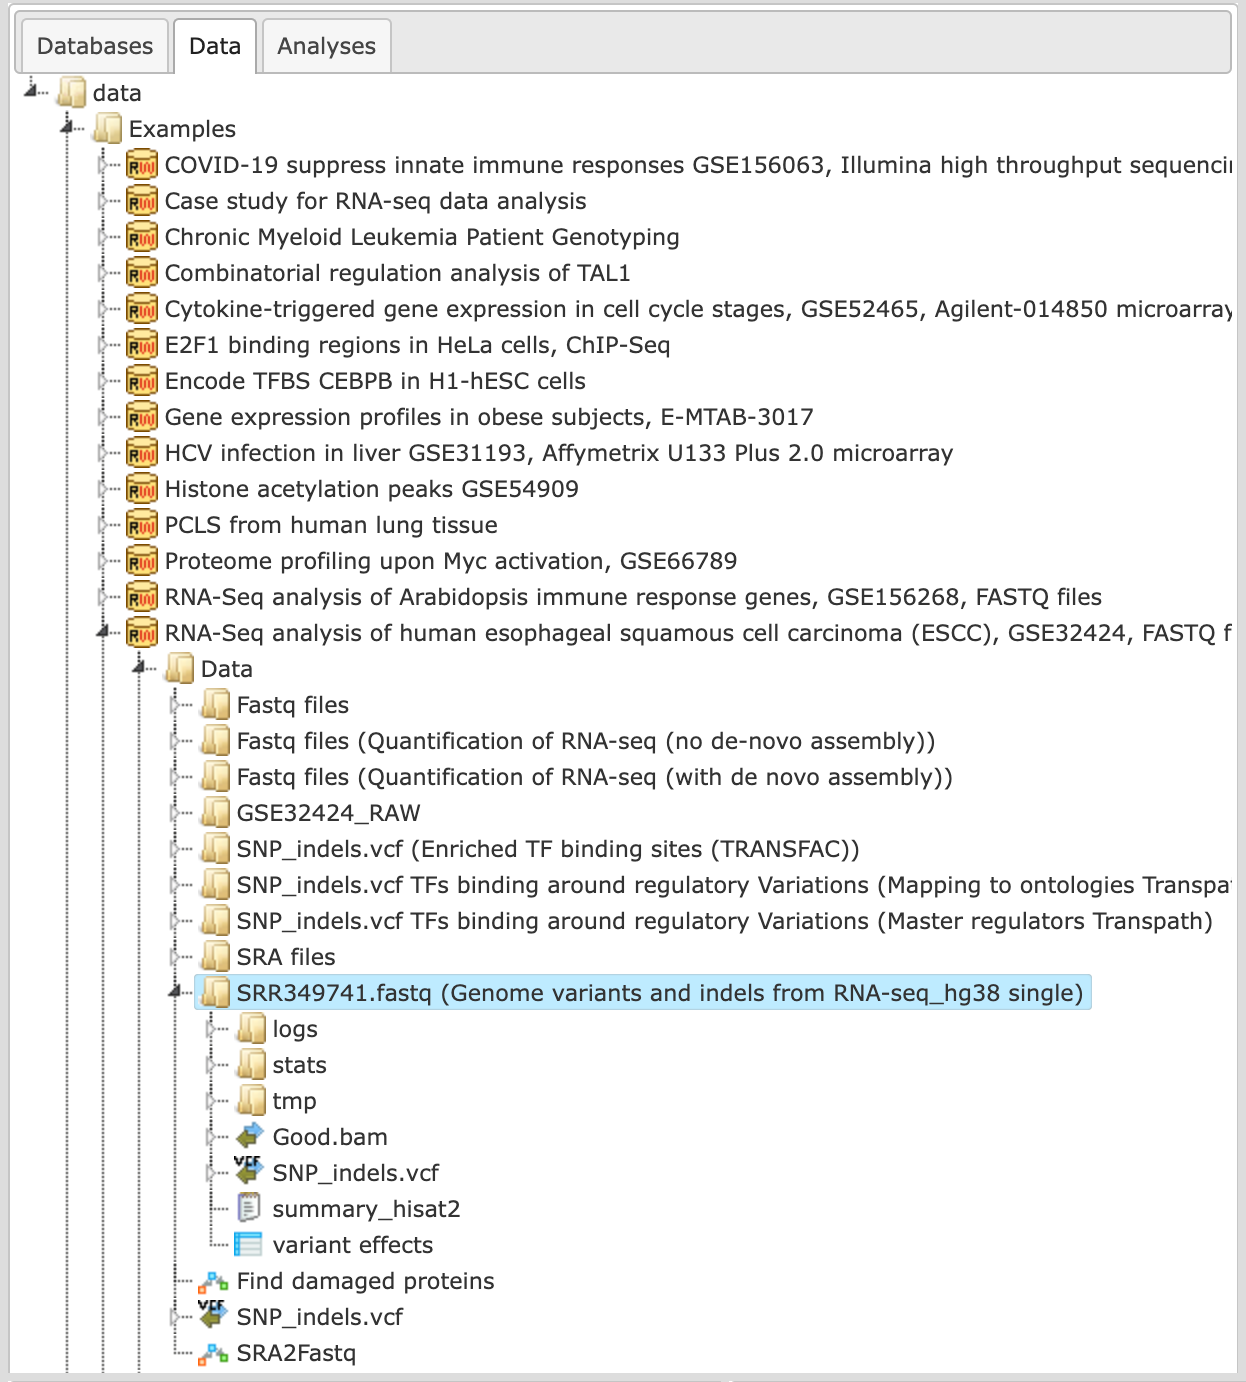 Databases Data Analyses
data
Examples
COVID-19 suppress innate immune responses GSE156063, Illumina high throughput
Case study for RNA-seq data analysis
Chronic Myeloid Leukemia Patient Genotyping
Combinatorial regulation analysis of TAL1
Cytokine-triggered gene expression in cell cycle stages, GSE52465, Agilent-014850 microarray
E2F1 binding regions in HeLa cells, ChIP-Seq
Encode TFBS CEBPB in H1-hESC cells
Gene expression profiles in obese subjects, E-MTAB-3017
HCV infection in liver GSE31193, Affymetrix U133 Plus 2.0 microarray
Histone acetylation peaks GSE54909
PCLS from human lung tissue
Proteome profiling upon Myc activation, GSE66789
RNA-Seq analysis of Arabidopsis immune response genes, GSE156268, FASTQ files
RNA-Seq analysis of human esophageal squamous cell carcinoma (ESCC), GSE32424, FASTQ f
Data
Fastq files
Fastq files (Quantification of RNA-seq (no de-novo assembly))
Fastq files (Quantification of RNA-seq (with de novo assembly))
GSE32424_RAW
SNP_indels.vcf (Enriched TF binding sites (TRANSFAC))
SNP_indels.vcf TFs binding around regulatory Variations (Mapping to ontologies
SNP_indels.vcf TFs binding around regulatory Variations (Master regulators Transpath)
SRA files
SRR349741.fastq (Genome variants and indels from RNA-seq_hg38 single)
logs
stats
tmp
Good.bam
VCF SNP_indels.vcf
summary_hisat2
variant effects
Find damaged proteins
VCF SNP_indels.vcf
SRA2Fastq